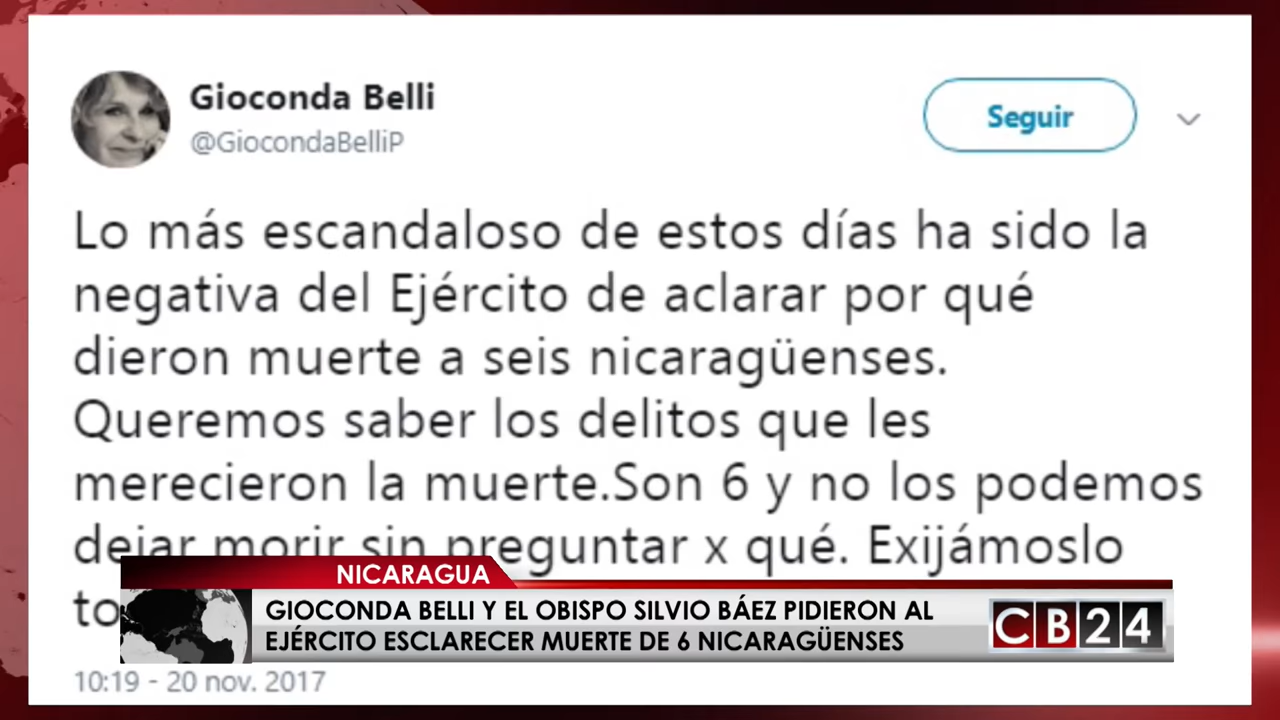 Gioconda Belli
@GiocondaBelliP
Seguir
Lo más escandaloso de estos días ha sido la
negativa del Ejército de aclarar por qué
dieron muerte a seis nicaragüenses.
Queremos saber los delitos que les
merecieron la muerte.Son 6 y no los podemos
dejar morir sin preguntar x qué. Exijámoslo
NICARAGUA
GIOCONDA BELLI Y EL OBISPO SILVIO BÁEZ PIDIERON AL
EJÉRCITO ESCLARECER MUERTE DE 6 NICARAGÜENSES
CB24
10:19 - 20 nov. 2017